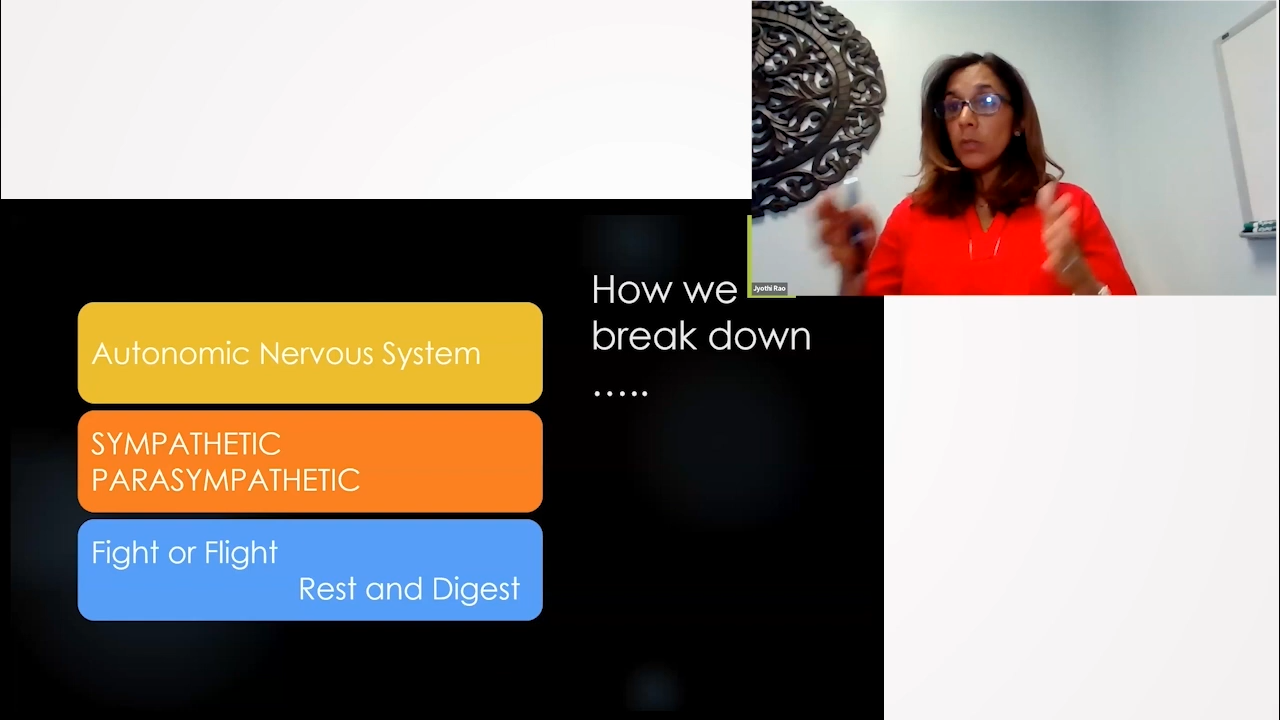 Autonomic Nervous System
SYMPATHETIC
PARASYMPATHETIC
Fight or Flight
Rest and Digest
How we
break down
.....
Jyothi Rao